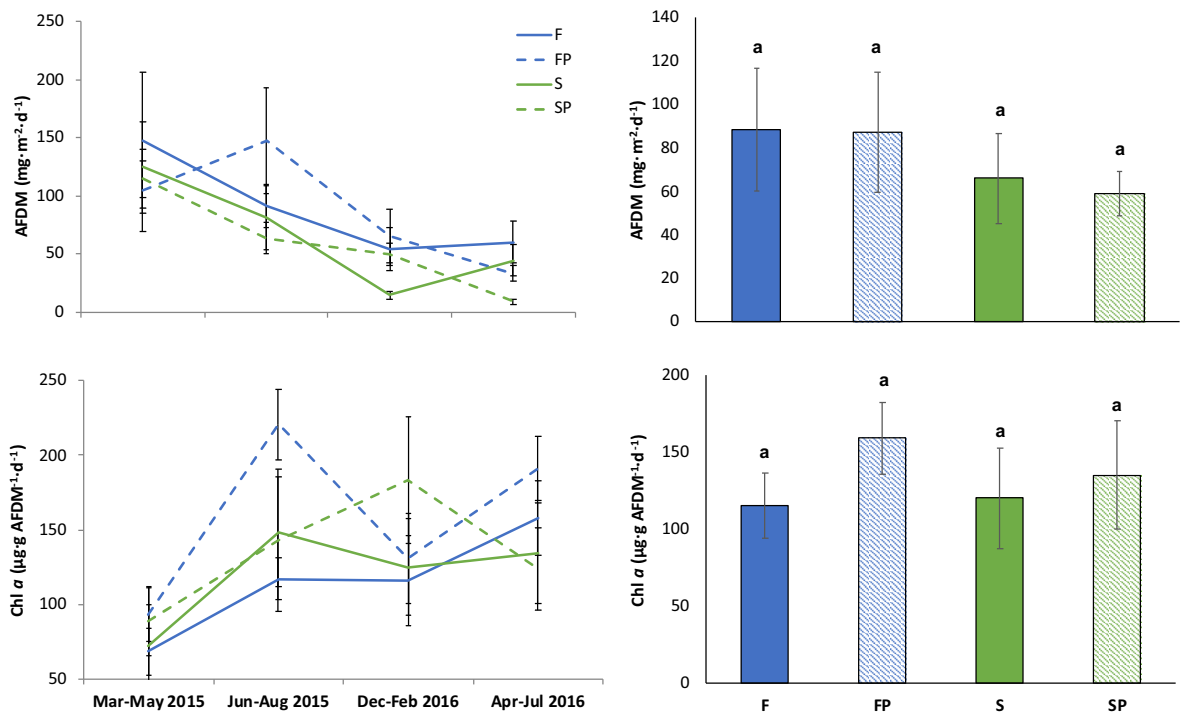 250
200
150
100
50
0
AFDM (mg·m-2·d-1)
F
FP
S
SP
140
120
100
80
60
40
20
0
AFDM (mg·m-2·d-1)
a
a
a
a
250
200
150
100
50
Chl a (µg·g AFDM-1·d-1)
Mar-May 2015 Jun-Aug 2015 Dec-Feb 2016 Apr-Jul 2016
200
150
100
50
0
Chl a (µg·g AFDM-1·d-1)
a
a
a
a
F FP S SP